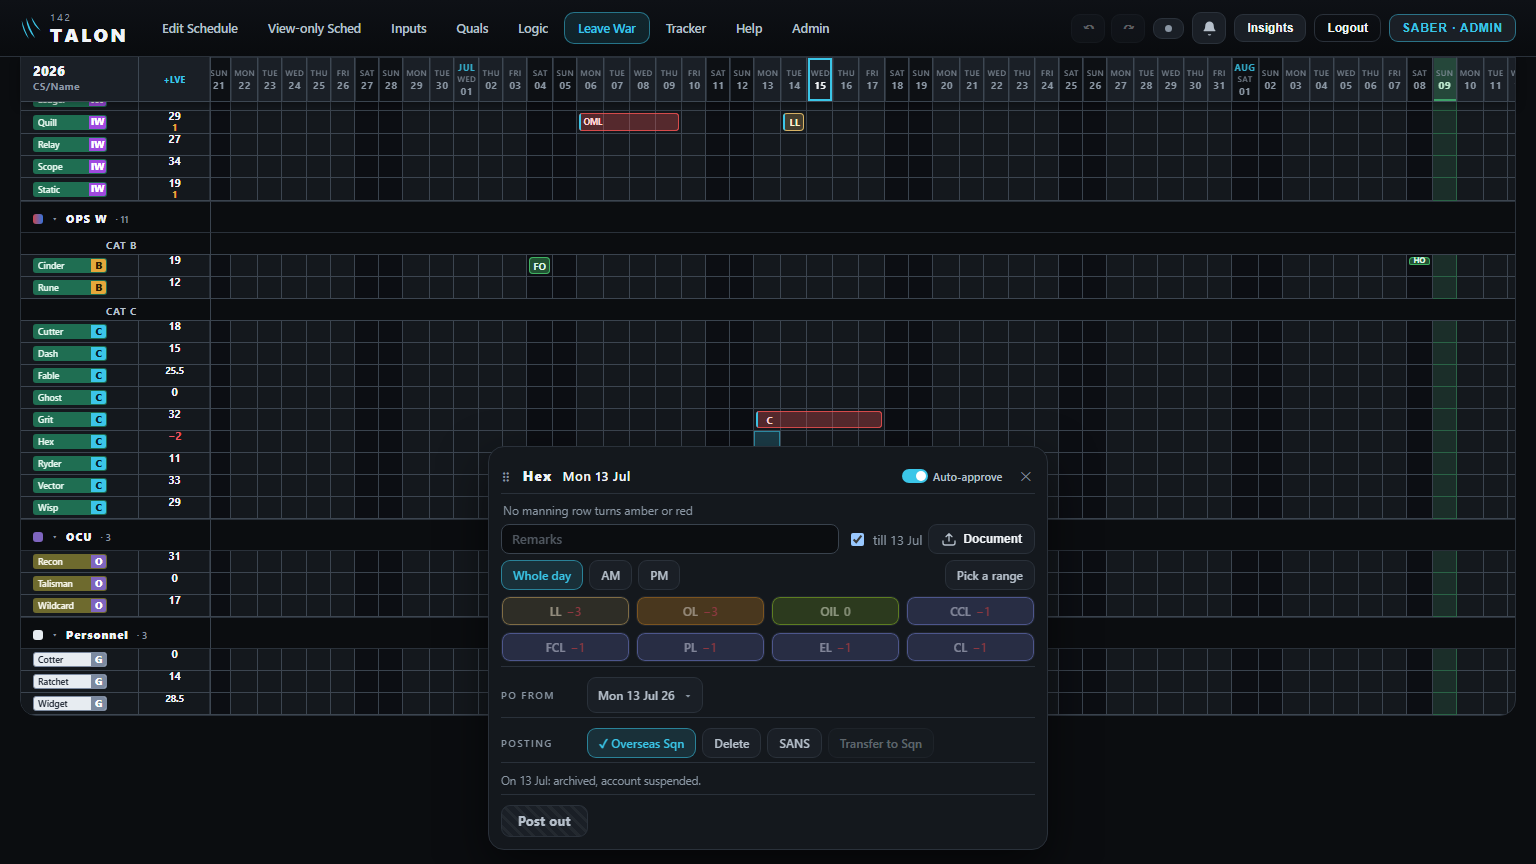 142
TALON
Edit Schedule
View-only Sched
Inputs
Quals
Logic
Leave War
Tracker
Help
Admin
Insights
Logout
SABER · ADMIN
2026
CS/Name
+LVE
SUN 21
MON 22
TUE 23
WED 24
THU 25
FRI 26
SAT 27
SUN 28
MON 29
TUE 30
JUL WED 01
THU 02
FRI 03
SAT 04
SUN 05
MON 06
TUE 07
WED 08
THU 09
FRI 10
SAT 11
SUN 12
MON 13
TUE 14
WED 15
THU 16
FRI 17
SAT 18
SUN 19
MON 20
TUE 21
WED 22
THU 23
FRI 24
SAT 25
SUN 26
MON 27
TUE 28
WED 29
THU 30
FRI 31
AUG SAT 01
SUN 02
MON 03
TUE 04
WED 05
THU 06
FRI 07
SAT 08
SUN 09
MON 10
TUE 11
Quill IW 29 1 OML LL
Relay IW 27
Scope IW 34
Static IW 19 1
OPS W · 11
CAT B
Cinder B 19 FO HO
Rune B 12
CAT C
Cutter C 18
Dash C 15
Fable C 25.5
Ghost C 0
Grit C 32 C
Hex C −2
Ryder C 11
Vector C 33
Wisp C 29
OCU · 3
Recon O 31
Talisman O 0
Wildcard O 17
Personnel · 3
Cotter G 0
Ratchet G 14
Widget G 28.5
Hex Mon 13 Jul
Auto-approve
No manning row turns amber or red
Remarks
till 13 Jul
Document
Whole day
AM
PM
Pick a range
LL −3
OL −3
OIL 0
CCL −1
FCL −1
PL −1
EL −1
CL −1
PO FROM
Mon 13 Jul 26
POSTING
✓ Overseas Sqn
Delete
SANS
Transfer to Sqn
On 13 Jul: archived, account suspended.
Post out